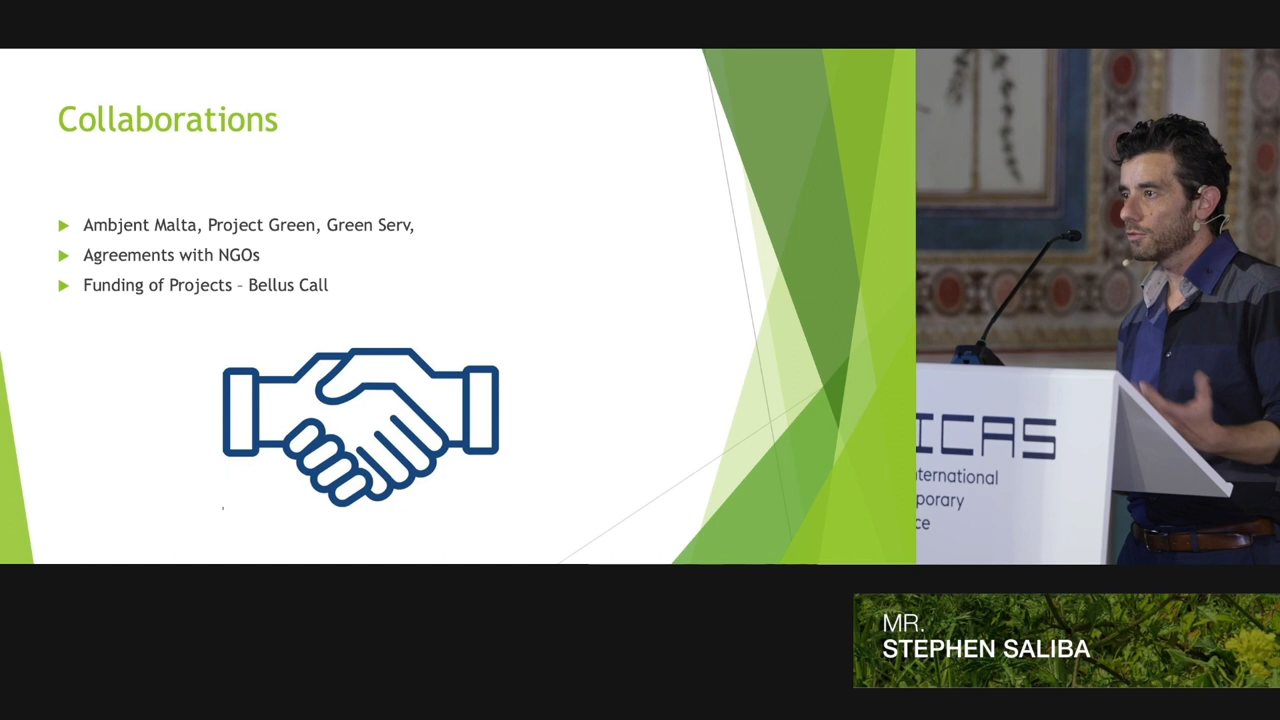 Collaborations
Ambjent Malta, Project Green, Green Serv,
Agreements with NGOs
Funding of Projects – Bellus Call
ICAS
nternational
porary
ce
MR.
STEPHEN SALIBA